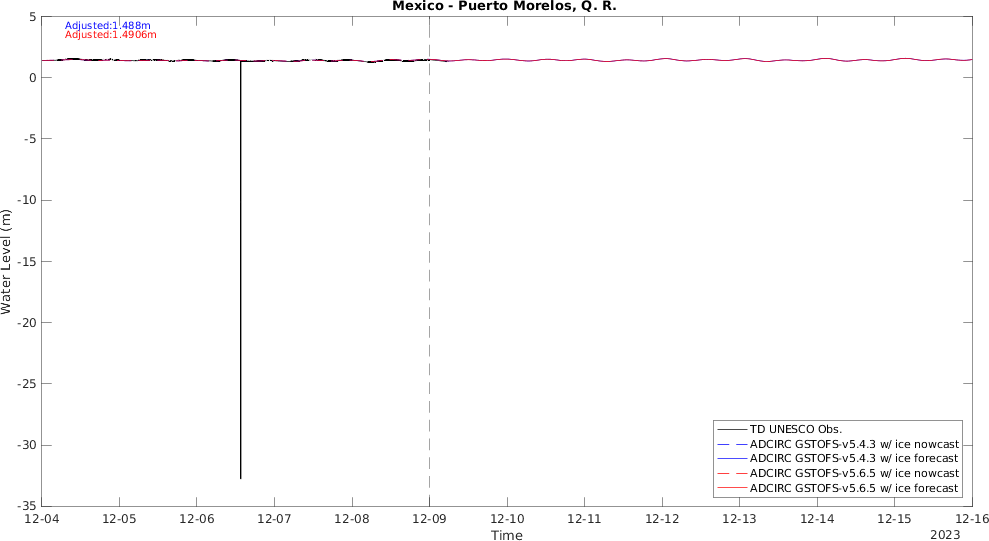 Mexico - Puerto Morelos, Q. R.
Adjusted:1.488m
Adjusted:1.4906m
Water Level (m)
5
0
-5
-10
-15
-20
-25
-30
-35
TD UNESCO Obs.
ADCIRC GSTOFS-v5.4.3 w/ ice nowcast
ADCIRC GSTOFS-v5.4.3 w/ ice forecast
ADCIRC GSTOFS-v5.6.5 w/ ice nowcast
ADCIRC GSTOFS-v5.6.5 w/ ice forecast
12-04 12-05 12-06 12-07 12-08 12-09 12-10 12-11 12-12 12-13 12-14 12-15 12-16
Time
2023